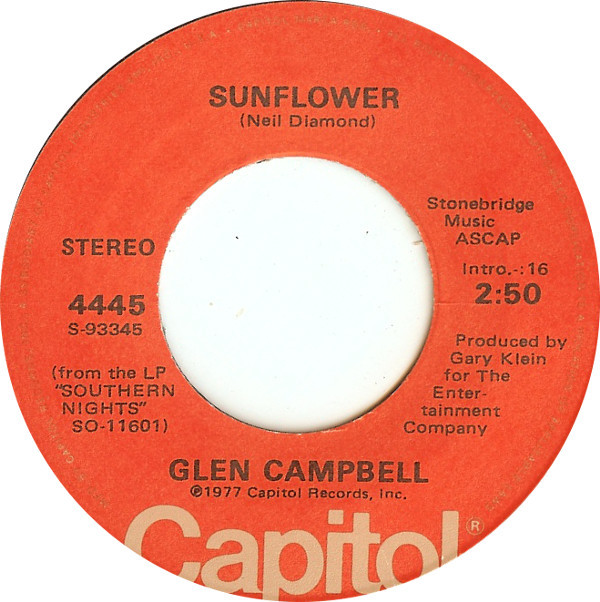 SUNFLOWER
(Neil Diamond)
Stonebridge
Music
ASCAP
STEREO
Intro.-:16
2:50
4445
S-93345
(from the LP
"SOUTHERN
NIGHTS"
SO-11601)
Produced by
Gary Klein
for The
Enter-
tainment
Company
GLEN CAMPBELL
℗1977 Capitol Records, Inc.
Capitol®